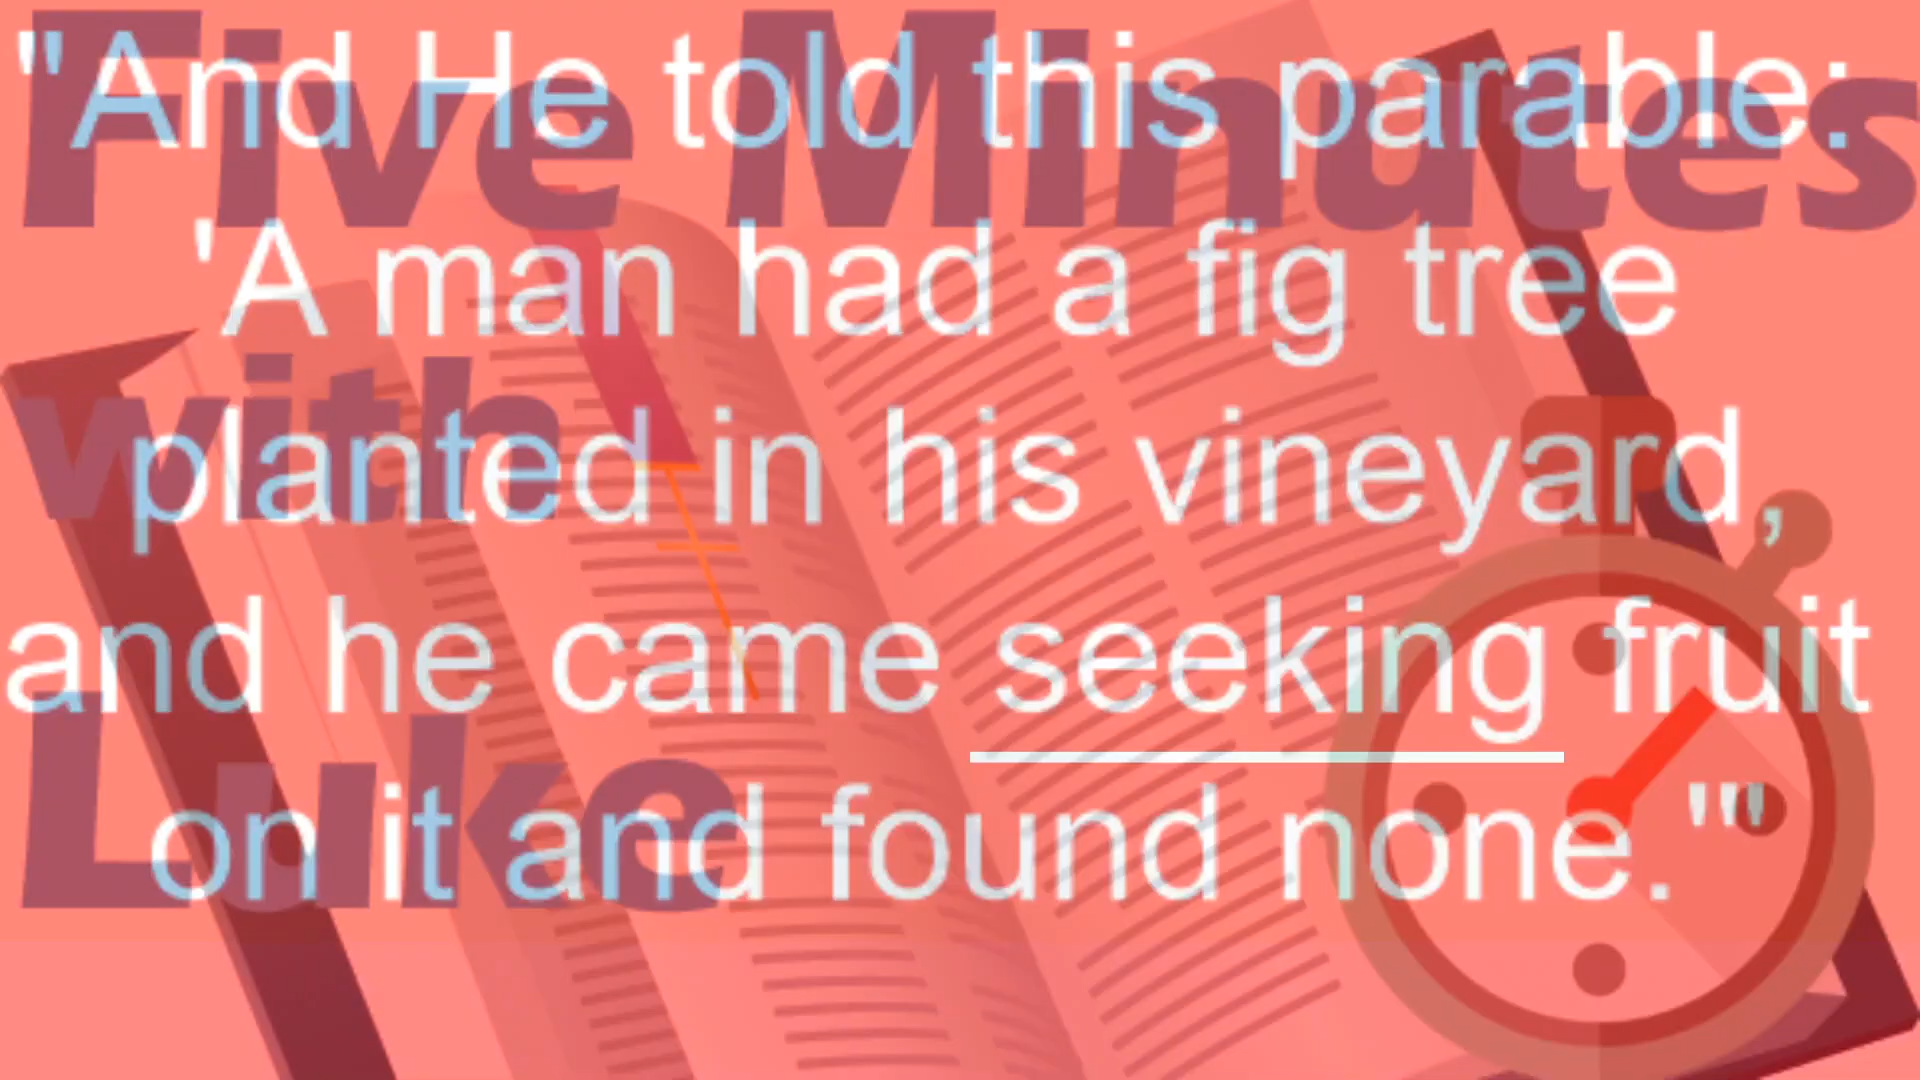 Five Minutes
with
Luke
"And He told this parable:
'A man had a fig tree
planted in his vineyard,
and he came seeking fruit
on it and found none.'"